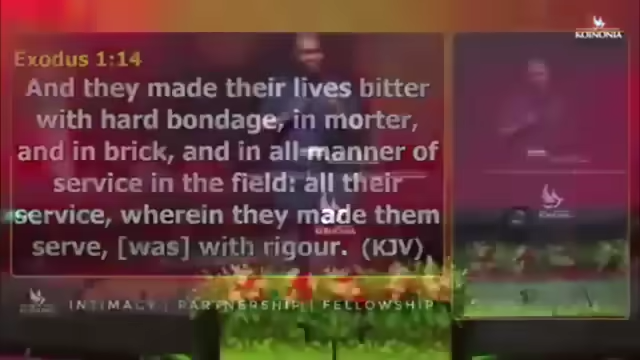 KOINONIA
Exodus 1:14
And they made their lives bitter
with hard bondage, in morter,
and in brick, and in all manner of
service in the field: all their
service, wherein they made them
serve, [was] with rigour. (KJV)
INTIMACY | PARTNERSHIP | FELLOWSHIP